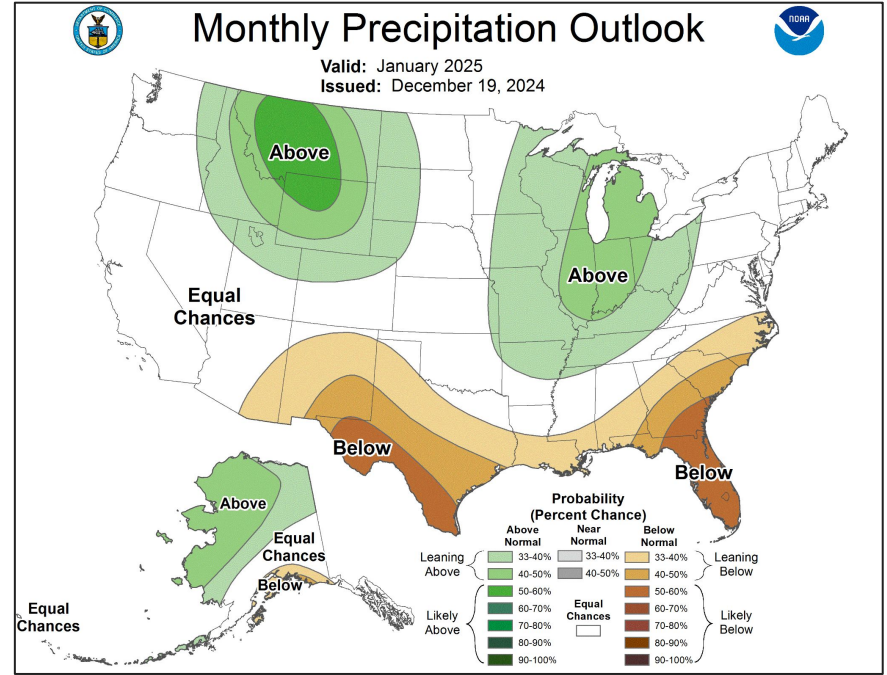 Monthly Precipitation Outlook
NOAA
Valid: January 2025
Issued: December 19, 2024
Above
Above
Equal
Chances
Below
Below
Above
Equal
Chances
Below
Equal
Chances
Probability
(Percent Chance)
Above
Normal
Near
Normal
Below
Normal
Leaning
Above
33-40%
33-40%
33-40%
Leaning
Below
40-50%
40-50%
40-50%
Likely
Above
50-60%
50-60%
60-70%
Equal
Chances
60-70%
Likely
Below
70-80%
70-80%
80-90%
80-90%
90-100%
90-100%